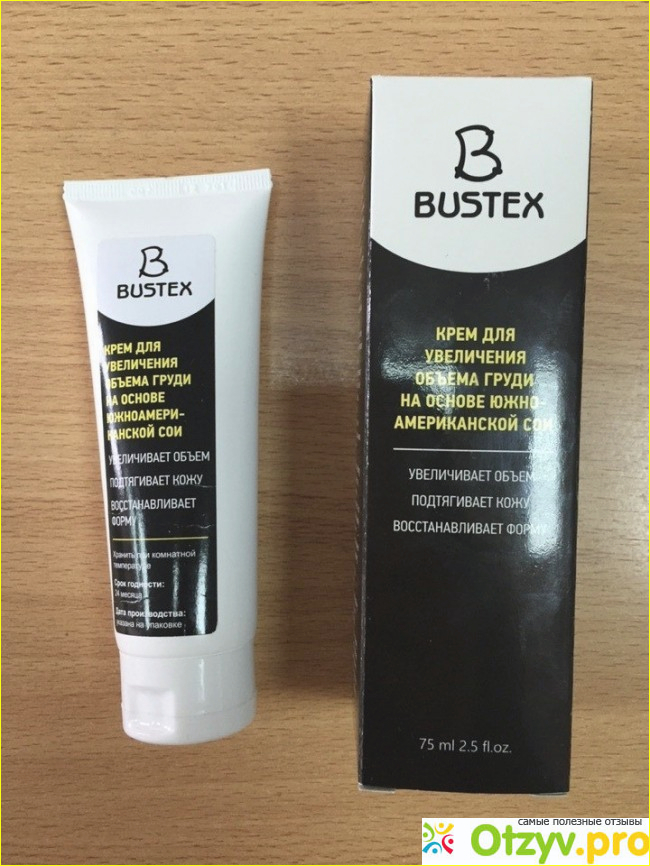 BUSTEX
КРЕМ ДЛЯ
УВЕЛИЧЕНИЯ
ОБЪЕМА ГРУДИ
НА ОСНОВЕ
ЮЖНОАМЕРИ-
КАНСКОЙ СОИ
УВЕЛИЧИВАЕТ ОБЪЕМ
ПОДТЯГИВАЕТ КОЖУ
ВОССТАНАВЛИВАЕТ
ФОРМУ
Хранить при комнатной
температуре
Срок годности:
24 месяца
Дата производства:
указана на упаковке
BUSTEX
КРЕМ ДЛЯ
УВЕЛИЧЕНИЯ
ОБЪЕМА ГРУДИ
НА ОСНОВЕ ЮЖНО-
АМЕРИКАНСКОЙ СОИ
УВЕЛИЧИВАЕТ ОБЪЕМ
ПОДТЯГИВАЕТ КОЖУ
ВОССТАНАВЛИВАЕТ ФОРМУ
75 ml 2.5 fl.oz.
самые полезные отзывы
Otzyv.pro